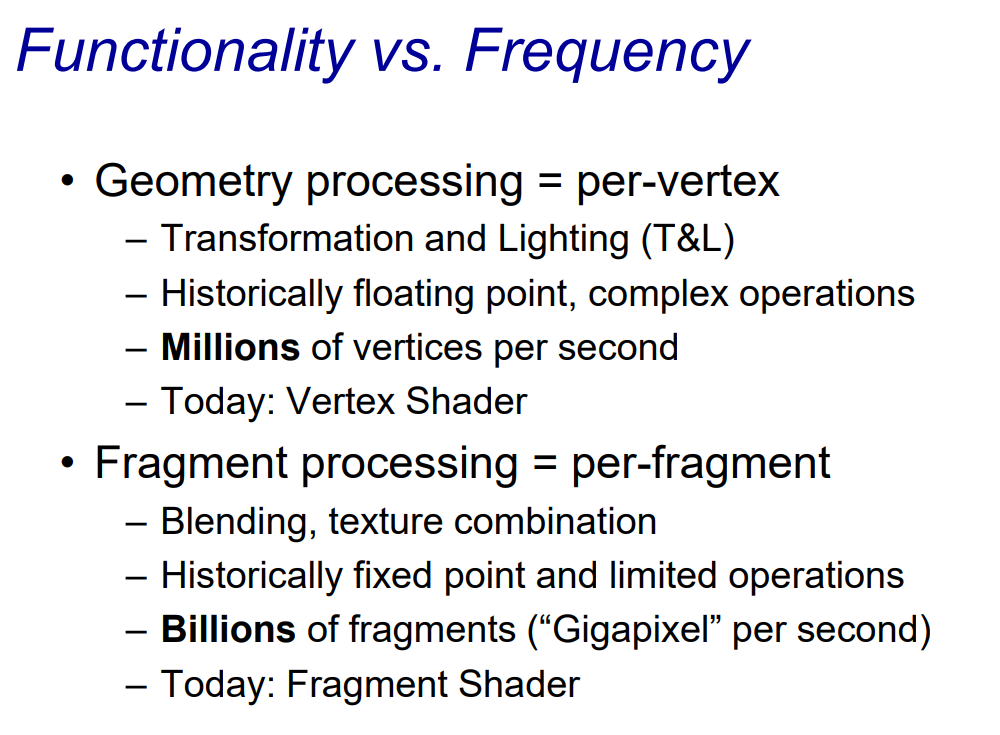 Functionality vs. Frequency
• Geometry processing = per-vertex
– Transformation and Lighting (T&L)
– Historically floating point, complex operations
– Millions of vertices per second
– Today: Vertex Shader
• Fragment processing = per-fragment
– Blending, texture combination
– Historically fixed point and limited operations
– Billions of fragments (“Gigapixel” per second)
– Today: Fragment Shader